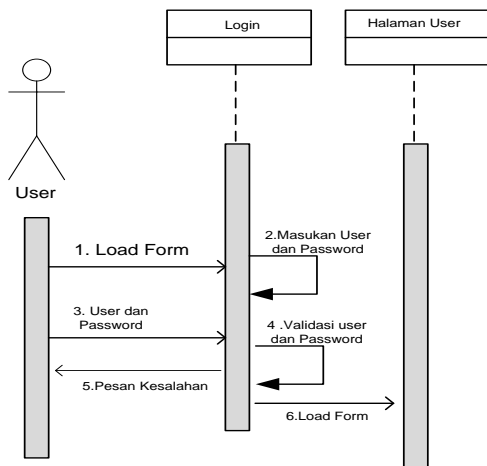 Login
Halaman User
User
1. Load Form
2.Masukan User
dan Password
3. User dan
Password
4 .Validasi user
dan Password
5.Pesan Kesalahan
6.Load Form